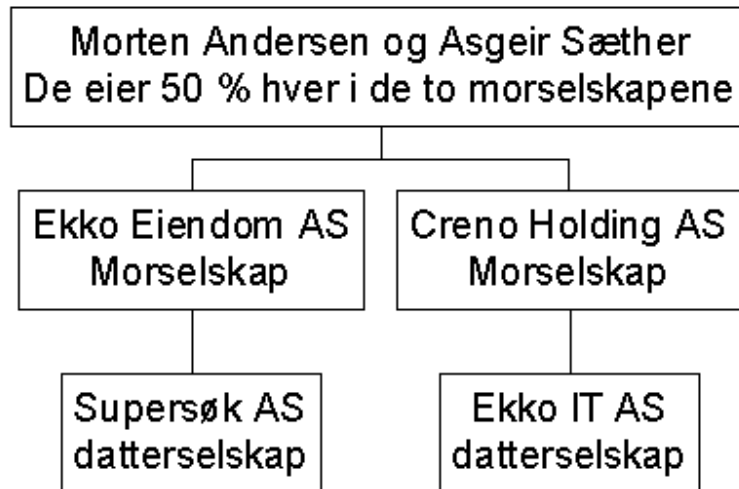 Morten Andersen og Asgeir Sæther
De eier 50 % hver i de to morselskapene
Ekko Eiendom AS
Morselskap
Creno Holding AS
Morselskap
Supersøk AS
datterselskap
Ekko IT AS
datterselskap